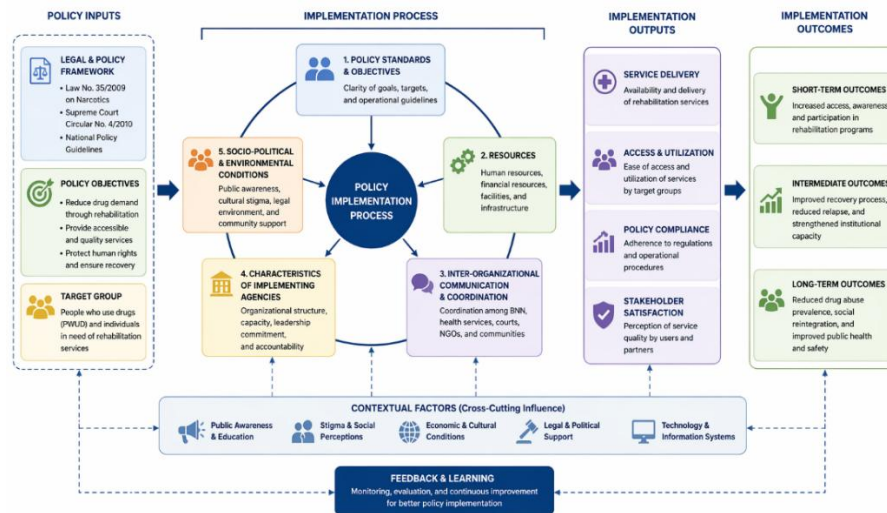 POLICY INPUTS
LEGAL & POLICY
FRAMEWORK
• Law No. 35/2009
on Narcotics
• Supreme Court
Circular No. 4/2010
• National Policy
Guidelines
POLICY OBJECTIVES
• Reduce drug demand
through rehabilitation
• Provide accessible
and quality services
• Protect human rights
and ensure recovery
TARGET GROUP
People who use drugs
(PWUD) and individuals
in need of rehabilitation
services
IMPLEMENTATION PROCESS
1. POLICY STANDARDS
& OBJECTIVES
Clarity of goals, targets,
and operational guidelines
5. SOCIO-POLITICAL
& ENVIRONMENTAL
CONDITIONS
Public awareness,
cultural stigma, legal
environment, and
community support
POLICY
IMPLEMENTATION
PROCESS
2. RESOURCES
Human resources,
financial resources,
facilities, and
infrastructure
4. CHARACTERISTICS
OF IMPLEMENTING
AGENCIES
Organizational structure,
capacity, leadership
commitment,
and accountability
3. INTER-ORGANIZATIONAL
COMMUNICATION
& COORDINATION
Coordination among BNN,
health services, courts,
NGOs, and communities
IMPLEMENTATION
OUTPUTS
SERVICE DELIVERY
Availability and delivery
of rehabilitation services
ACCESS & UTILIZATION
Ease of access and
utilization of services by
target groups
POLICY COMPLIANCE
Adherence to regulations
and operational
procedures
STAKEHOLDER
SATISFACTION
Perception of service
quality by users and
partners
IMPLEMENTATION
OUTCOMES
SHORT-TERM OUTCOMES
Increased access, awareness
and participation in
rehabilitation programs
INTERMEDIATE OUTCOMES
Improved recovery process,
reduced relapse, and
strengthened institutional
capacity
LONG-TERM OUTCOMES
Reduced drug abuse
prevalence, social
reintegration, and
improved public health
and safety
CONTEXTUAL FACTORS (Cross-Cutting Influence)
Public Awareness
& Education
Stigma & Social
Perceptions
Economic & Cultural
Conditions
Legal & Political
Support
Technology &
Information Systems
FEEDBACK & LEARNING
Monitoring, evaluation, and continuous improvement
for better policy implementation